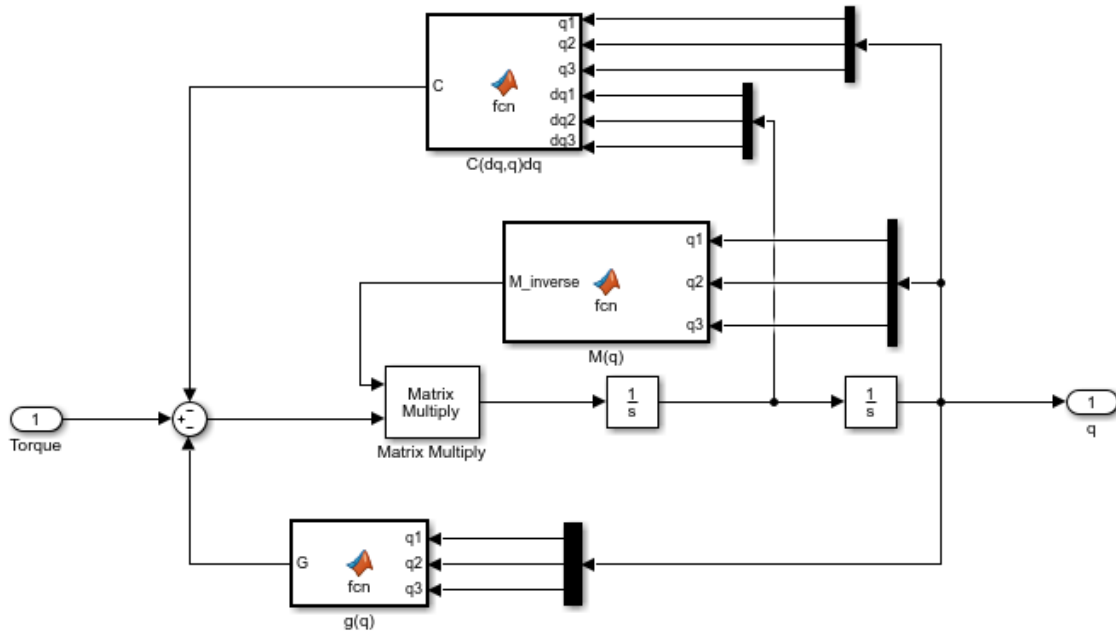 q1
q2
q3
dq1
dq2
dq3
C
fcn
C(dq,q)dq
q1
q2
q3
M_inverse
fcn
M(q)
Matrix
Multiply
Matrix Multiply
1
s
1
s
1
Torque
+
−
−
1
q
q1
q2
q3
G
fcn
g(q)